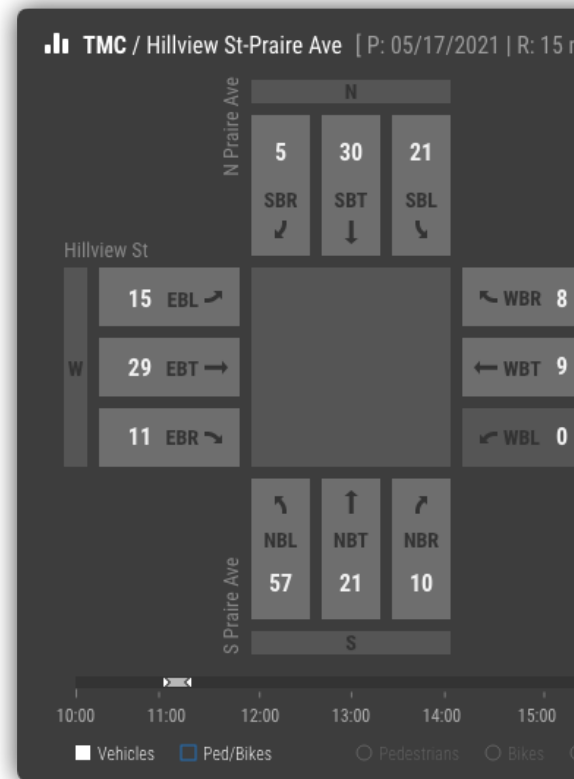 TMC / Hillview St-Praire Ave [ P: 05/17/2021 | R: 15 m
N
N Praire Ave
5 30 21
SBR SBT SBL
Hillview St
15 EBL WBR 8
W 29 EBT WBT 9
11 EBR WBL 0
NBL NBT NBR
57 21 10
S Praire Ave
S
10:00 11:00 12:00 13:00 14:00 15:00
Vehicles Ped/Bikes Pedestrians Bikes